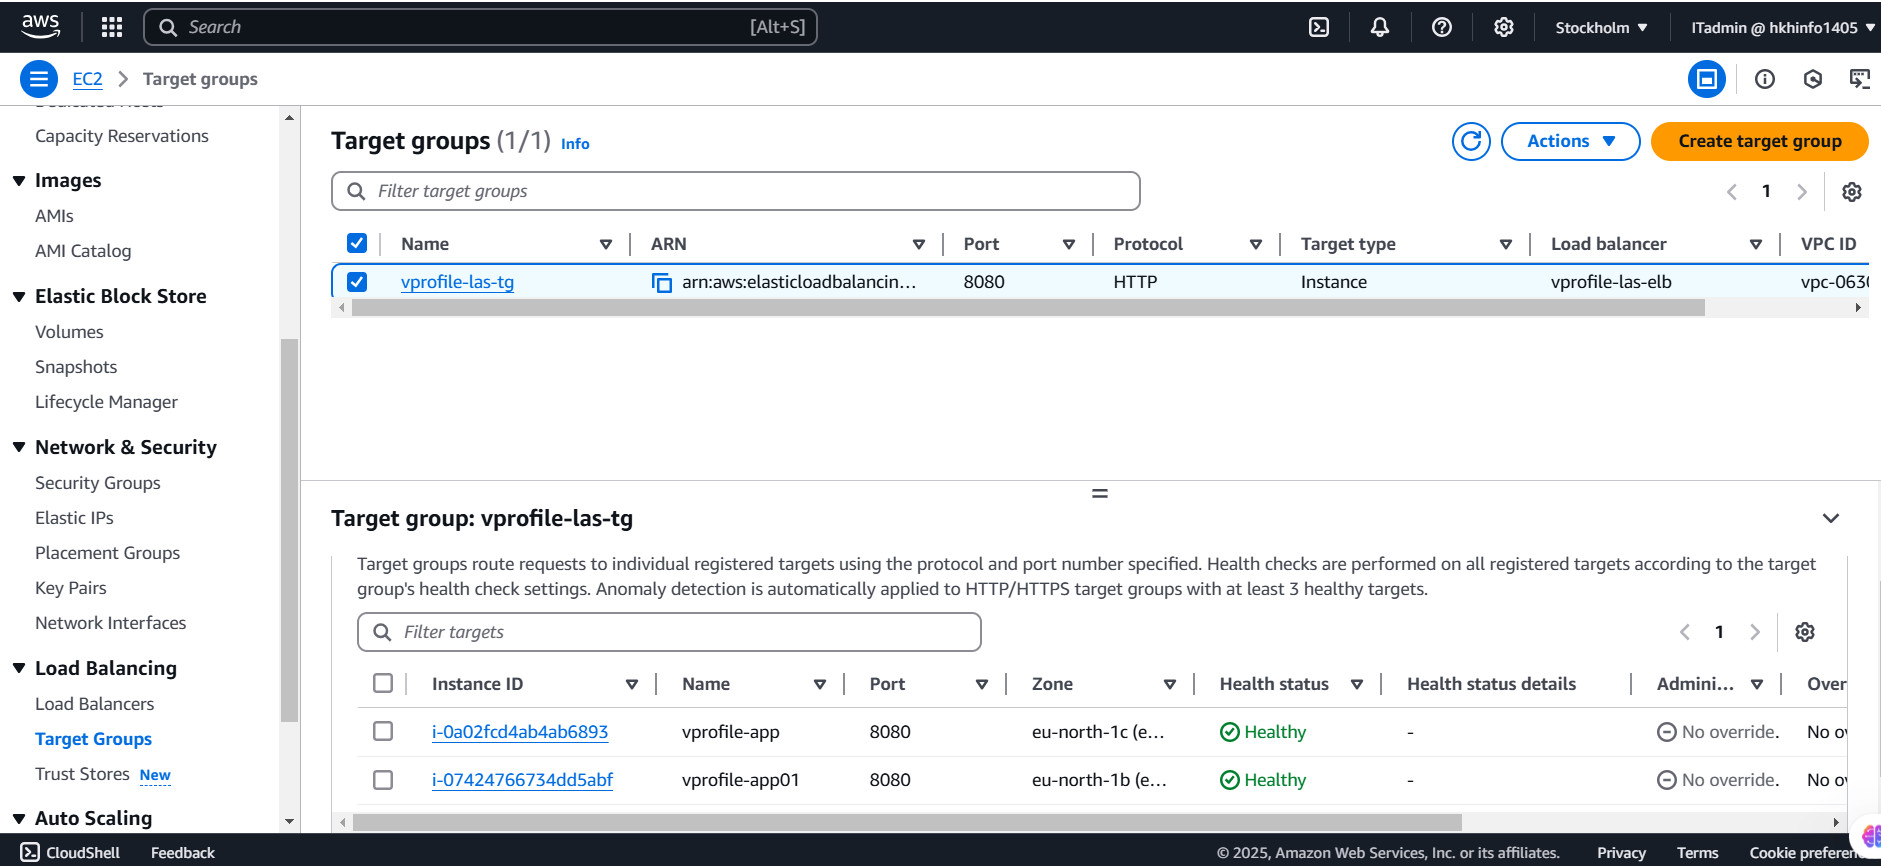 aws
Search [Alt+S]
Stockholm ▼
ITadmin @ hkhinfo1405 ▼
EC2 > Target groups
Capacity Reservations
Images
AMIs
AMI Catalog
Elastic Block Store
Volumes
Snapshots
Lifecycle Manager
Network & Security
Security Groups
Elastic IPs
Placement Groups
Key Pairs
Network Interfaces
Load Balancing
Load Balancers
Target Groups
Trust Stores New
Auto Scaling
Target groups (1/1) Info
Actions ▼
Create target group
Filter target groups
1
Name ARN Port Protocol Target type Load balancer VPC ID
vprofile-las-tg arn:aws:elasticloadbalancin... 8080 HTTP Instance vprofile-las-elb vpc-063
Target group: vprofile-las-tg
Target groups route requests to individual registered targets using the protocol and port number specified. Health checks are performed on all registered targets according to the target
group's health check settings. Anomaly detection is automatically applied to HTTP/HTTPS target groups with at least 3 healthy targets.
Filter targets
1
Instance ID Name Port Zone Health status Health status details Admini... Over
i-0a02fcd4ab4ab6893 vprofile-app 8080 eu-north-1c (e... Healthy - No override. No ov
i-07424766734dd5abf vprofile-app01 8080 eu-north-1b (e... Healthy - No override. No ov
CloudShell Feedback
© 2025, Amazon Web Services, Inc. or its affiliates. Privacy Terms Cookie preferen